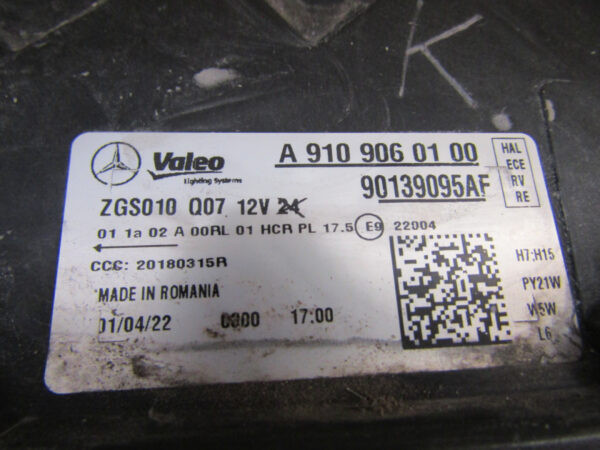 K
Valeo
Lighting Systems
A 910 906 01 00
90139095AF
HAL
ECE
RV
RE
ZGS010 Q07 12V 24
01 1a 02 A 00RL 01 HCR PL 17.5 E9 22004
CCC: 20180315R
MADE IN ROMANIA
01/04/22 0000 17:00
H7:H15
PY21W
W5W
L6